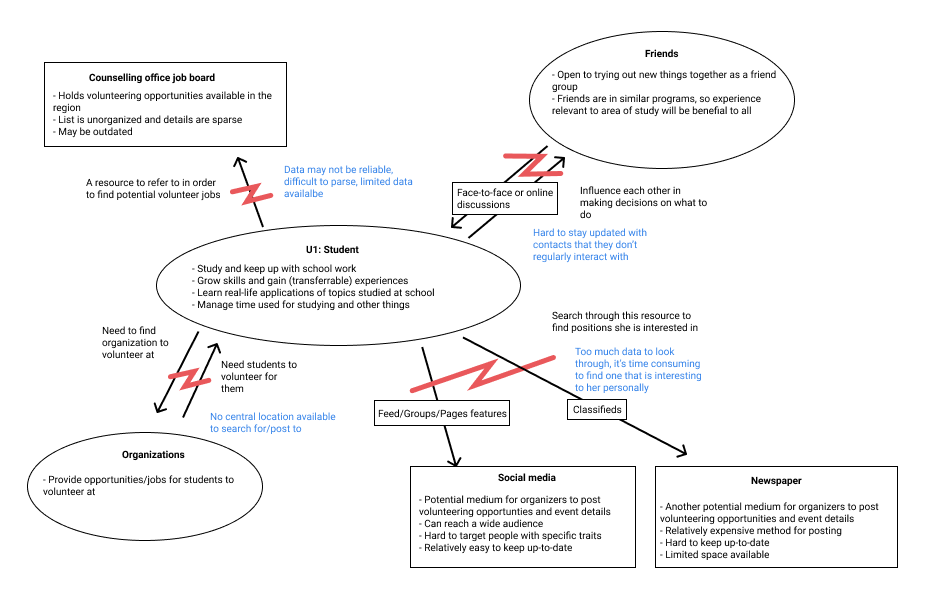 Friends
- Open to trying out new things together as a friend
group
- Friends are in similar programs, so experience
relevant to area of study will be benefial to all
Counselling office job board
- Holds volunteering opportunities available in the
region
- List is unorganized and details are sparse
- May be outdated
A resource to refer to in order
to find potential volunteer jobs
Data may not be reliable,
difficult to parse, limited data
availalbe
Face-to-face or online
discussions
Influence each other in
making decisions on what to
do
Hard to stay updated with
contacts that they don't
regularly interact with
U1: Student
- Study and keep up with school work
- Grow skills and gain (transferrable) experiences
- Learn real-life applications of topics studied at school
- Manage time used for studying and other things
Need to find
organization to
volunteer at
Need students to
volunteer for
them
No central location available
to search for/post to
Search through this resource to
find positions she is interested in
Too much data to look
through, it's time consuming
to find one that is interesting
to her personally
Feed/Groups/Pages features
Classifieds
Organizations
- Provide opportunities/jobs for students to
volunteer at
Social media
- Potential medium for organizers to post
volunteering opportunties and event details
- Can reach a wide audience
- Hard to target people with specific traits
- Relatively easy to keep up-to-date
Newspaper
- Another potential medium for organizers to post
volunteering opportunities and event details
- Relatively expensive method for posting
- Hard to keep up-to-date
- Limited space available